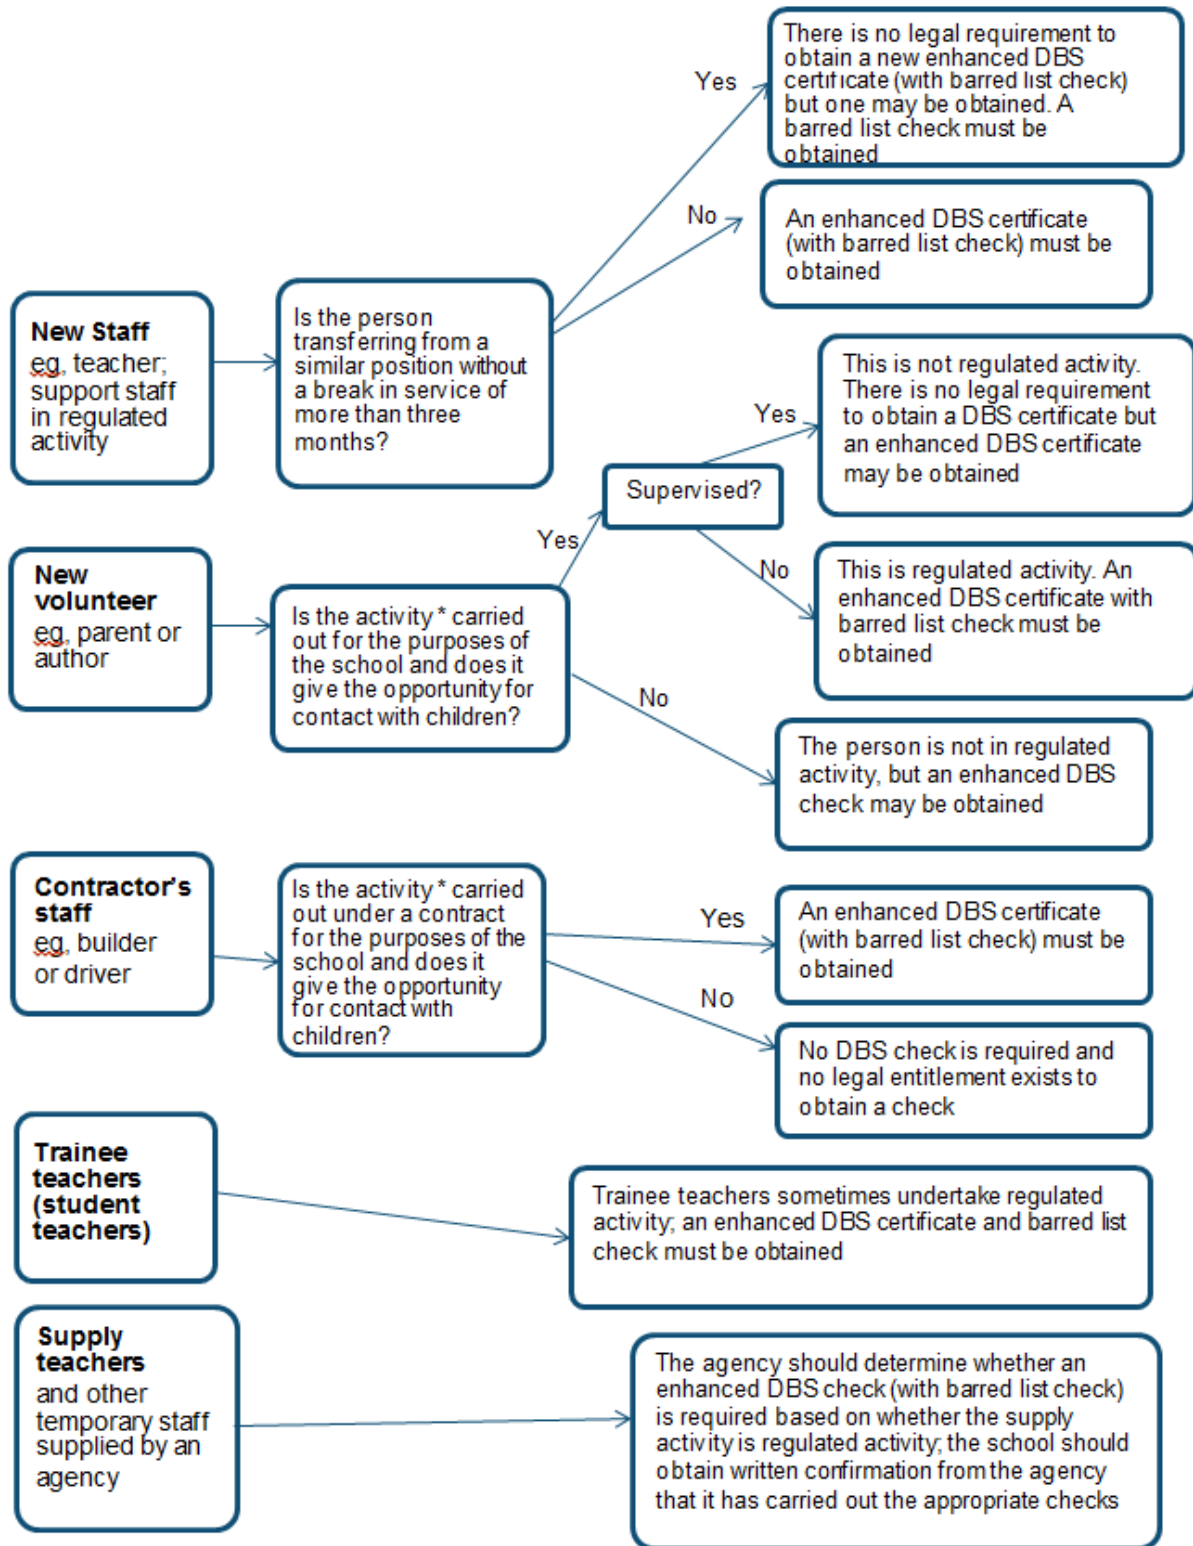 There is no legal requirement to
obtain a new enhanced DBS
certificate (with barred list check)
but one may be obtained. A
barred list check must be
obtained
Yes
No
An enhanced DBS certificate
(with barred list check) must be
obtained
New Staff
eg, teacher;
support staff
in regulated
activity
Is the person
transferring from a
similar position without
a break in service of
more than three
months?
This is not regulated activity.
There is no legal requirement
to obtain a DBS certificate but
an enhanced DBS certificate
may be obtained
Yes
Supervised?
Yes
No
This is regulated activity. An
enhanced DBS certificate with
barred list check must be
obtained
New
volunteer
eg, parent or
author
Is the activity * carried
out for the purposes of
the school and does it
give the opportunity for
contact with children?
No
The person is not in regulated
activity, but an enhanced DBS
check may be obtained
Contractor's
staff
eg, builder
or driver
Is the activity * carried
out under a contract
for the purposes of the
school and does it
give the opportunity
for contact with
children?
Yes
An enhanced DBS certificate
(with barred list check) must be
obtained
No
No DBS check is required and
no legal entitlement exists to
obtain a check
Trainee
teachers
(student
teachers)
Trainee teachers sometimes undertake regulated
activity; an enhanced DBS certificate and barred list
check must be obtained
Supply
teachers
and other
temporary staff
supplied by an
agency
The agency should determine whether an
enhanced DBS check (with barred list check)
is required based on whether the supply
activity is regulated activity; the school should
obtain written confirmation from the agency
that it has carried out the appropriate checks